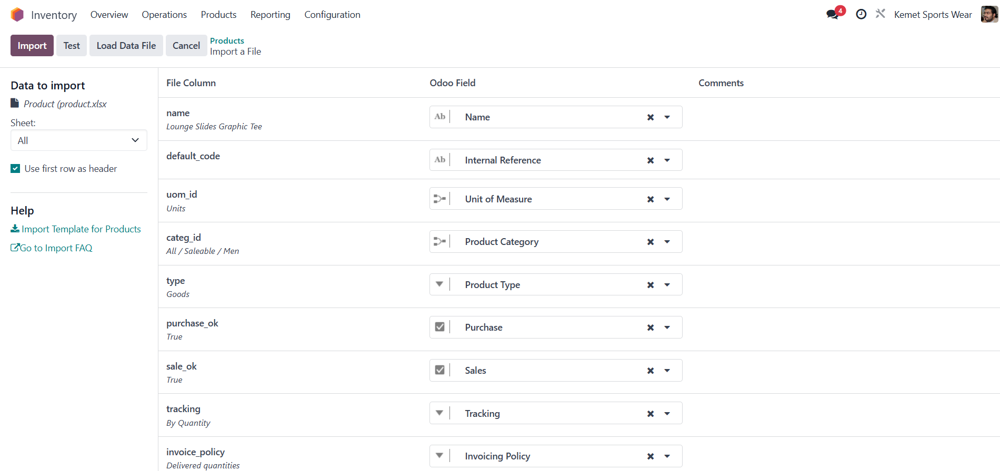 Inventory Overview Operations Products Reporting Configuration 4 Kemet Sports Wear
Import Test Load Data File Cancel Products
Import a File
Data to import
Product (product.xlsx
Sheet:
All
Use first row as header
Help
Import Template for Products
Go to Import FAQ
File Column Odoo Field Comments
name
Lounge Slides Graphic Tee
Ab Name
default_code
Ab Internal Reference
uom_id
Units
Unit of Measure
categ_id
All / Saleable / Men
Product Category
type
Goods
Product Type
purchase_ok
True
Purchase
sale_ok
True
Sales
tracking
By Quantity
Tracking
invoice_policy
Delivered quantities
Invoicing Policy